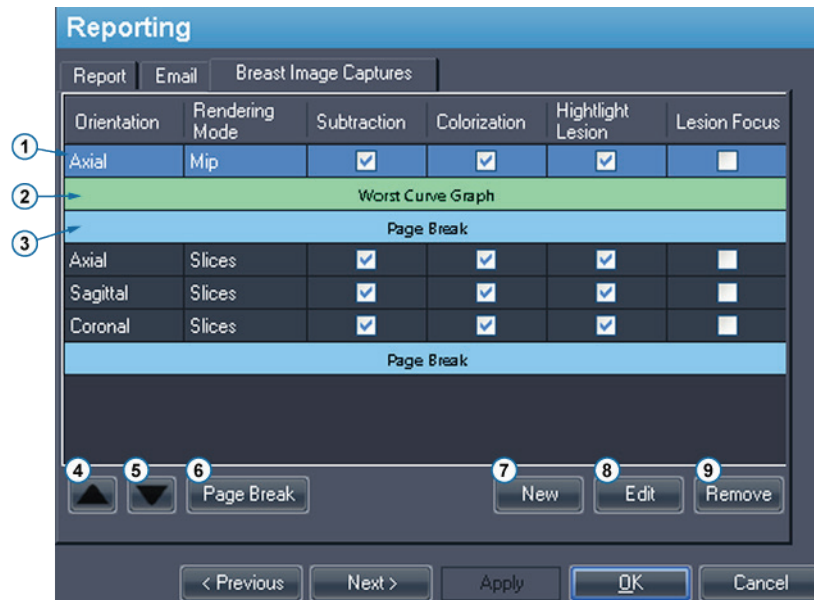 Reporting
Report Email Breast Image Captures
Orientation Rendering Mode Subtraction Colorization Hightlight Lesion Lesion Focus
1 Axial Mip
2 Worst Curve Graph
3 Page Break
Axial Slices
Sagittal Slices
Coronal Slices
Page Break
4 5 6 7 8 9
Page Break New Edit Remove
< Previous Next > Apply OK Cancel